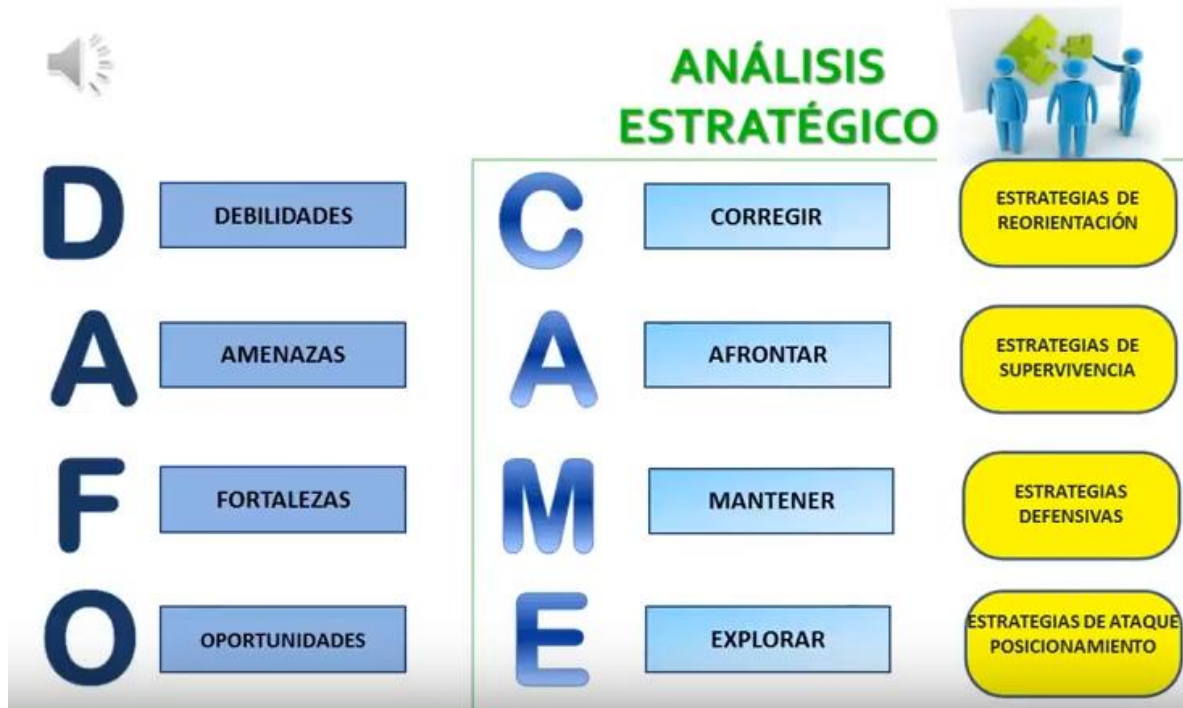 ANÁLISIS
ESTRATÉGICO
D
DEBILIDADES
C
CORREGIR
ESTRATEGIAS DE
REORIENTACIÓN
A
AMENAZAS
A
AFRONTAR
ESTRATEGIAS DE
SUPERVIVENCIA
F
FORTALEZAS
M
MANTENER
ESTRATEGIAS
DEFENSIVAS
O
OPORTUNIDADES
E
EXPLORAR
ESTRATEGIAS DE ATAQUE
POSICIONAMIENTO